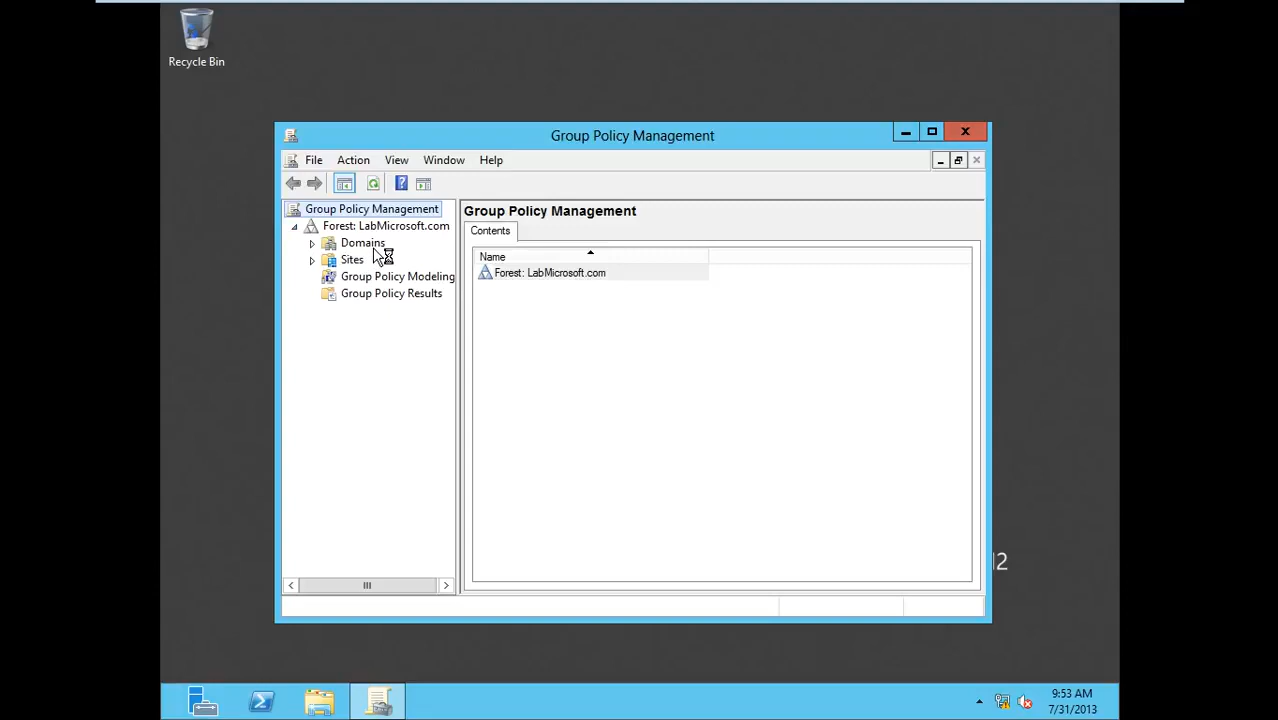 Recycle Bin
Group Policy Management
File Action View Window Help
Group Policy Management
Forest: LabMicrosoft.com
Domains
Sites
Group Policy Modeling
Group Policy Results
Group Policy Management
Contents
Name
Forest: LabMicrosoft.com
12
9:53 AM
7/31/2013